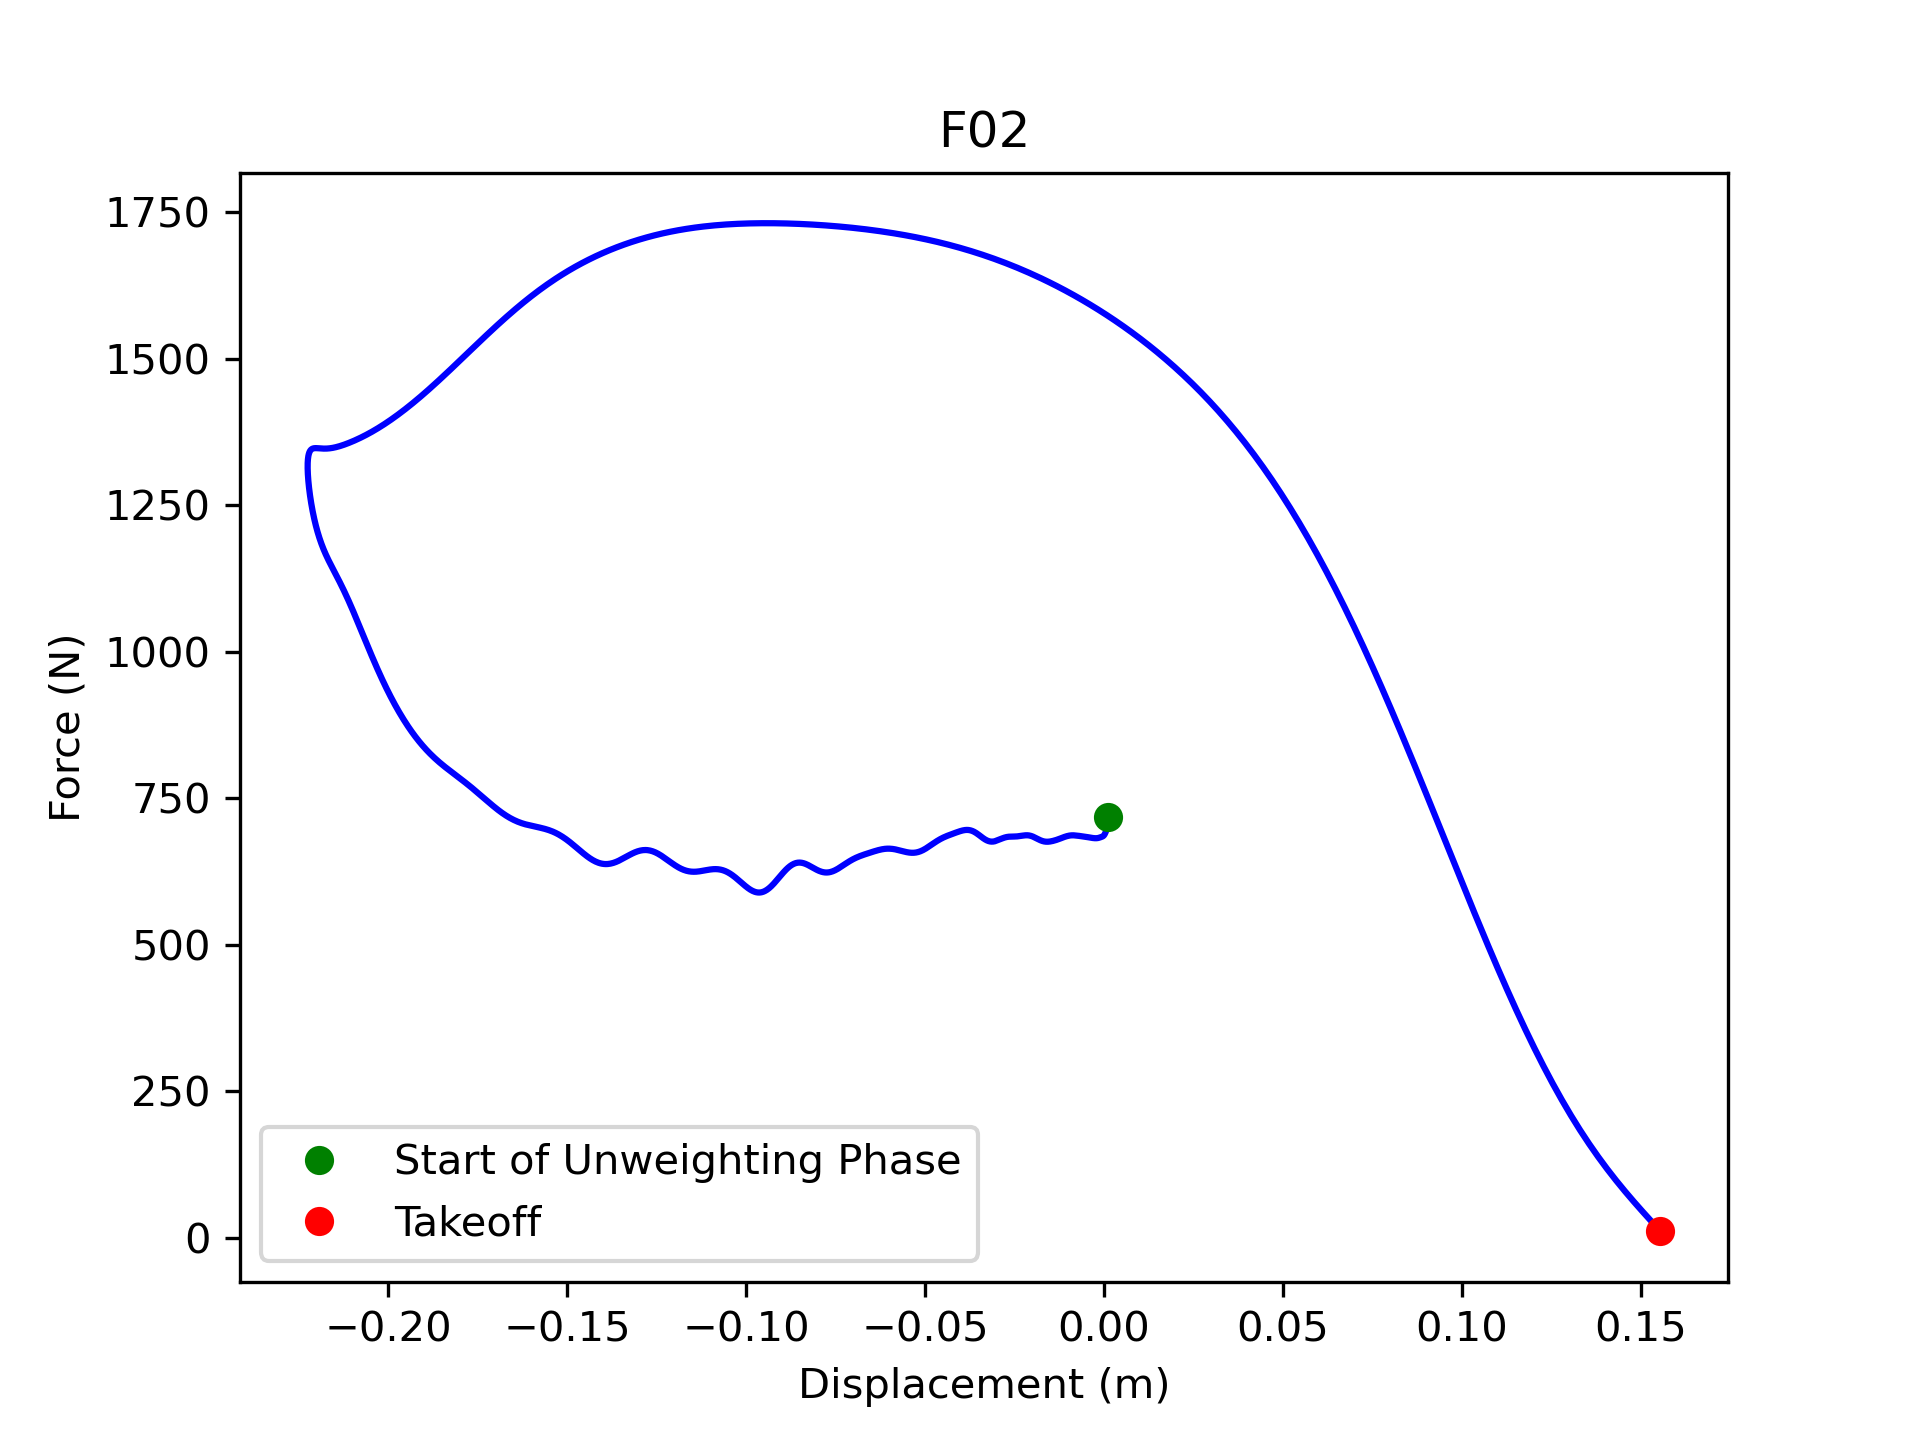 F02
1750
1500
1250
1000
750
500
250
0
Force (N)
Start of Unweighting Phase
Takeoff
−0.20 −0.15 −0.10 −0.05 0.00 0.05 0.10 0.15
Displacement (m)